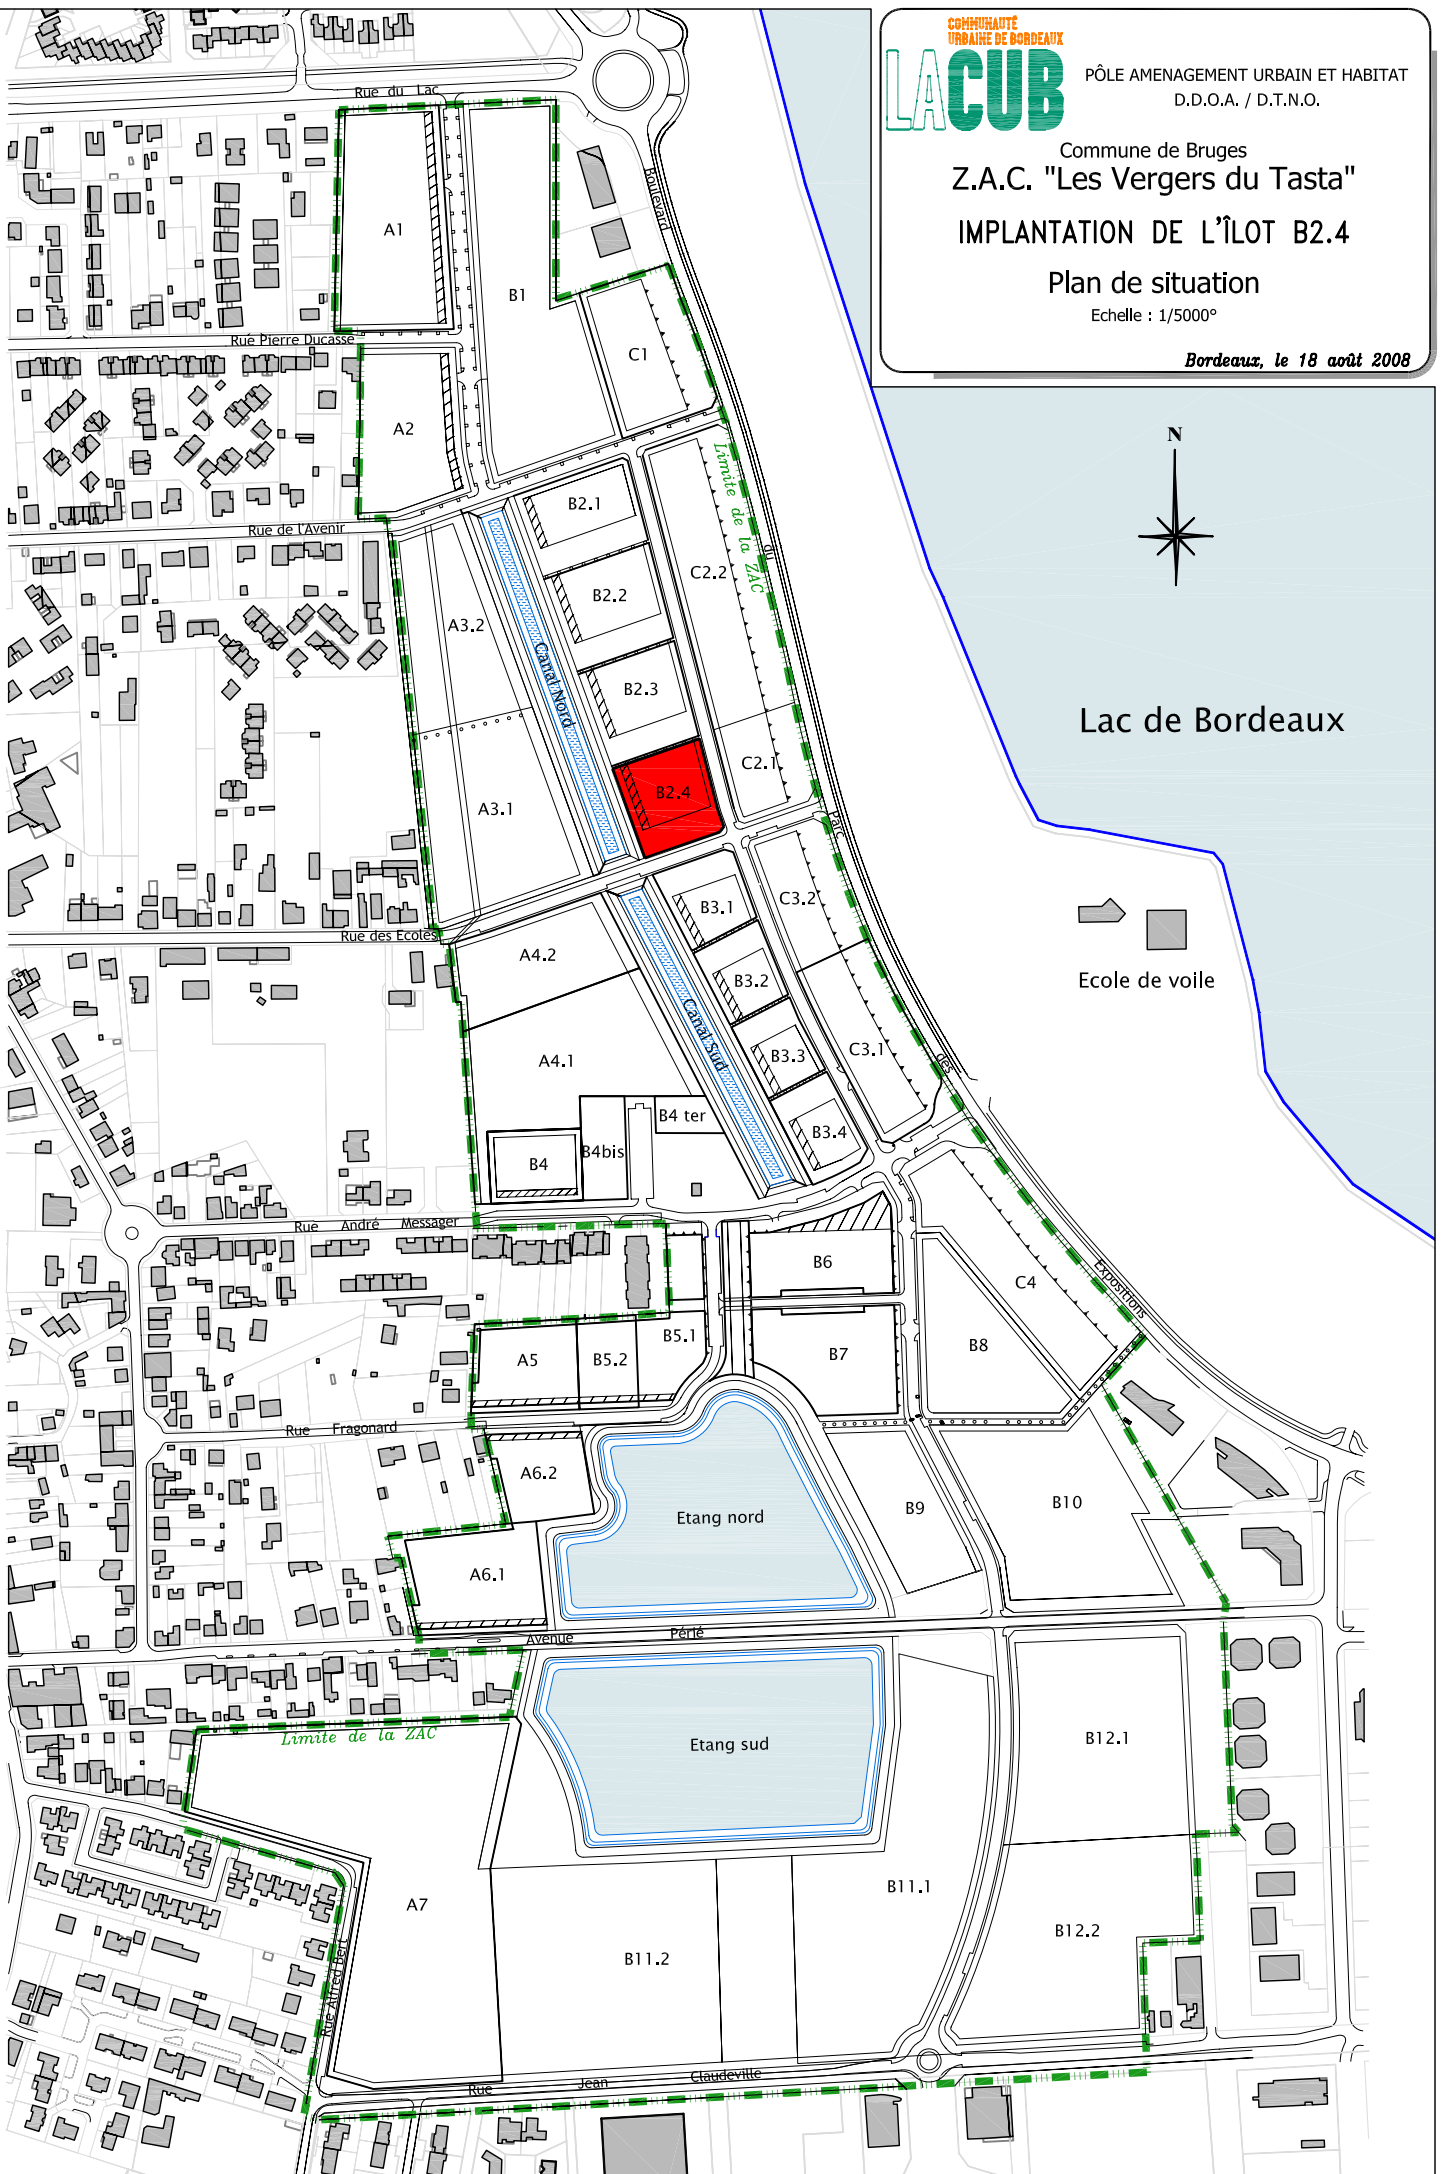 COMMUNAUTÉ
URBAINE DE BORDEAUX
LACUB
PÔLE AMENAGEMENT URBAIN ET HABITAT
D.D.O.A. / D.T.N.O.
Commune de Bruges
Z.A.C. "Les Vergers du Tasta"
IMPLANTATION DE L'ÎLOT B2.4
Plan de situation
Echelle : 1/5000°
Bordeaux, le 18 août 2008
N
Rue du Lac
Boulevard
A1
B1
Rue Pierre Ducasse
C1
A2
Limite de la ZAC
B2.1
Rue de l'Avenir
du
C2.2
B2.2
A3.2
Canal Nord
B2.3
Lac de Bordeaux
C2.1
B2.4
A3.1
Parc
C3.2
B3.1
Rue des Ecoles
A4.2
B3.2
Ecole de voile
Canal Sud
C3.1
B3.3
A4.1
des
B4 ter
B3.4
B4bis
B4
Rue André Messager
B6
C4
Expositions
B5.1
B8
B7
A5
B5.2
Rue Fragonard
A6.2
B10
B9
Etang nord
A6.1
Avenue Périé
Limite de la ZAC
B12.1
Etang sud
B11.1
A7
B12.2
B11.2
Rue Alfred Bert
Rue Jean Claudeville